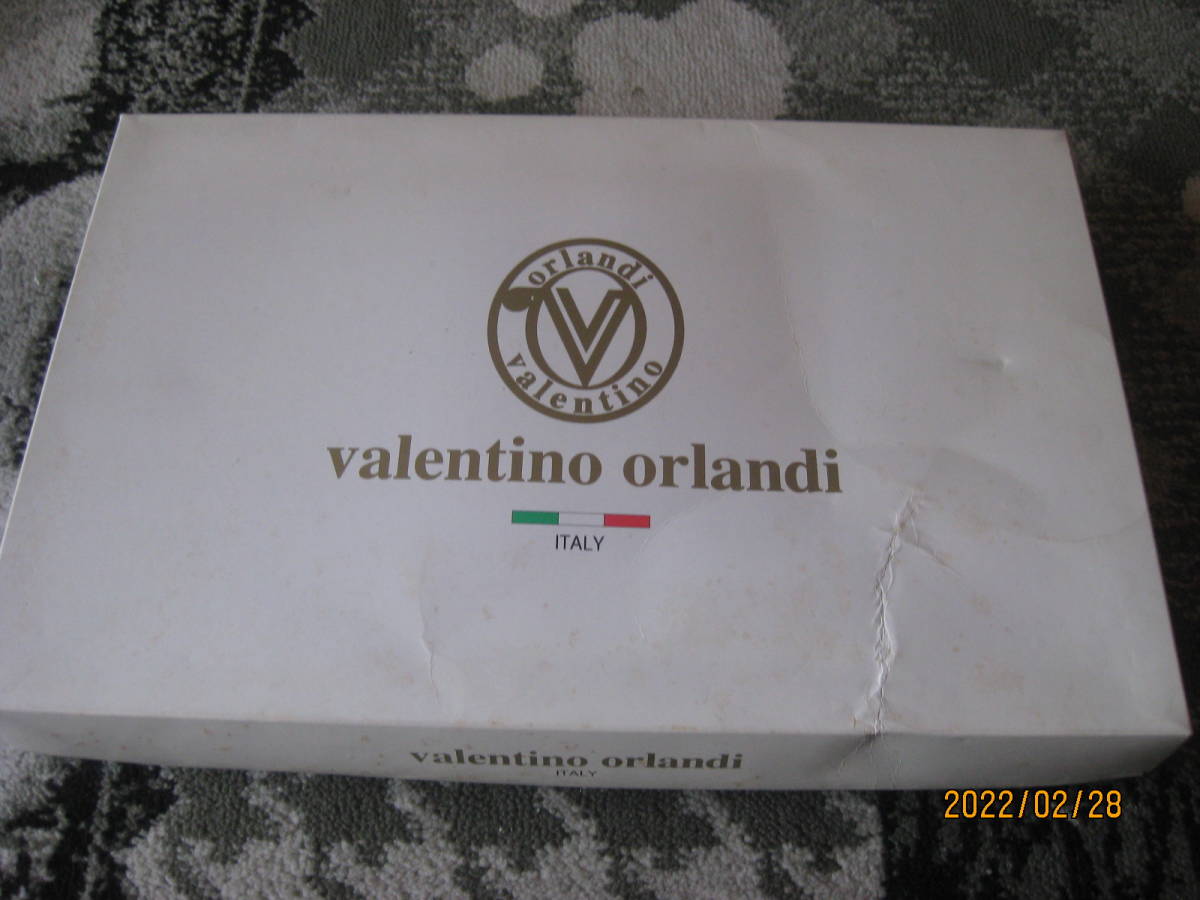 orlandi
V
valentino
valentino orlandi
ITALY
valentino orlandi
ITALY
2022/02/28